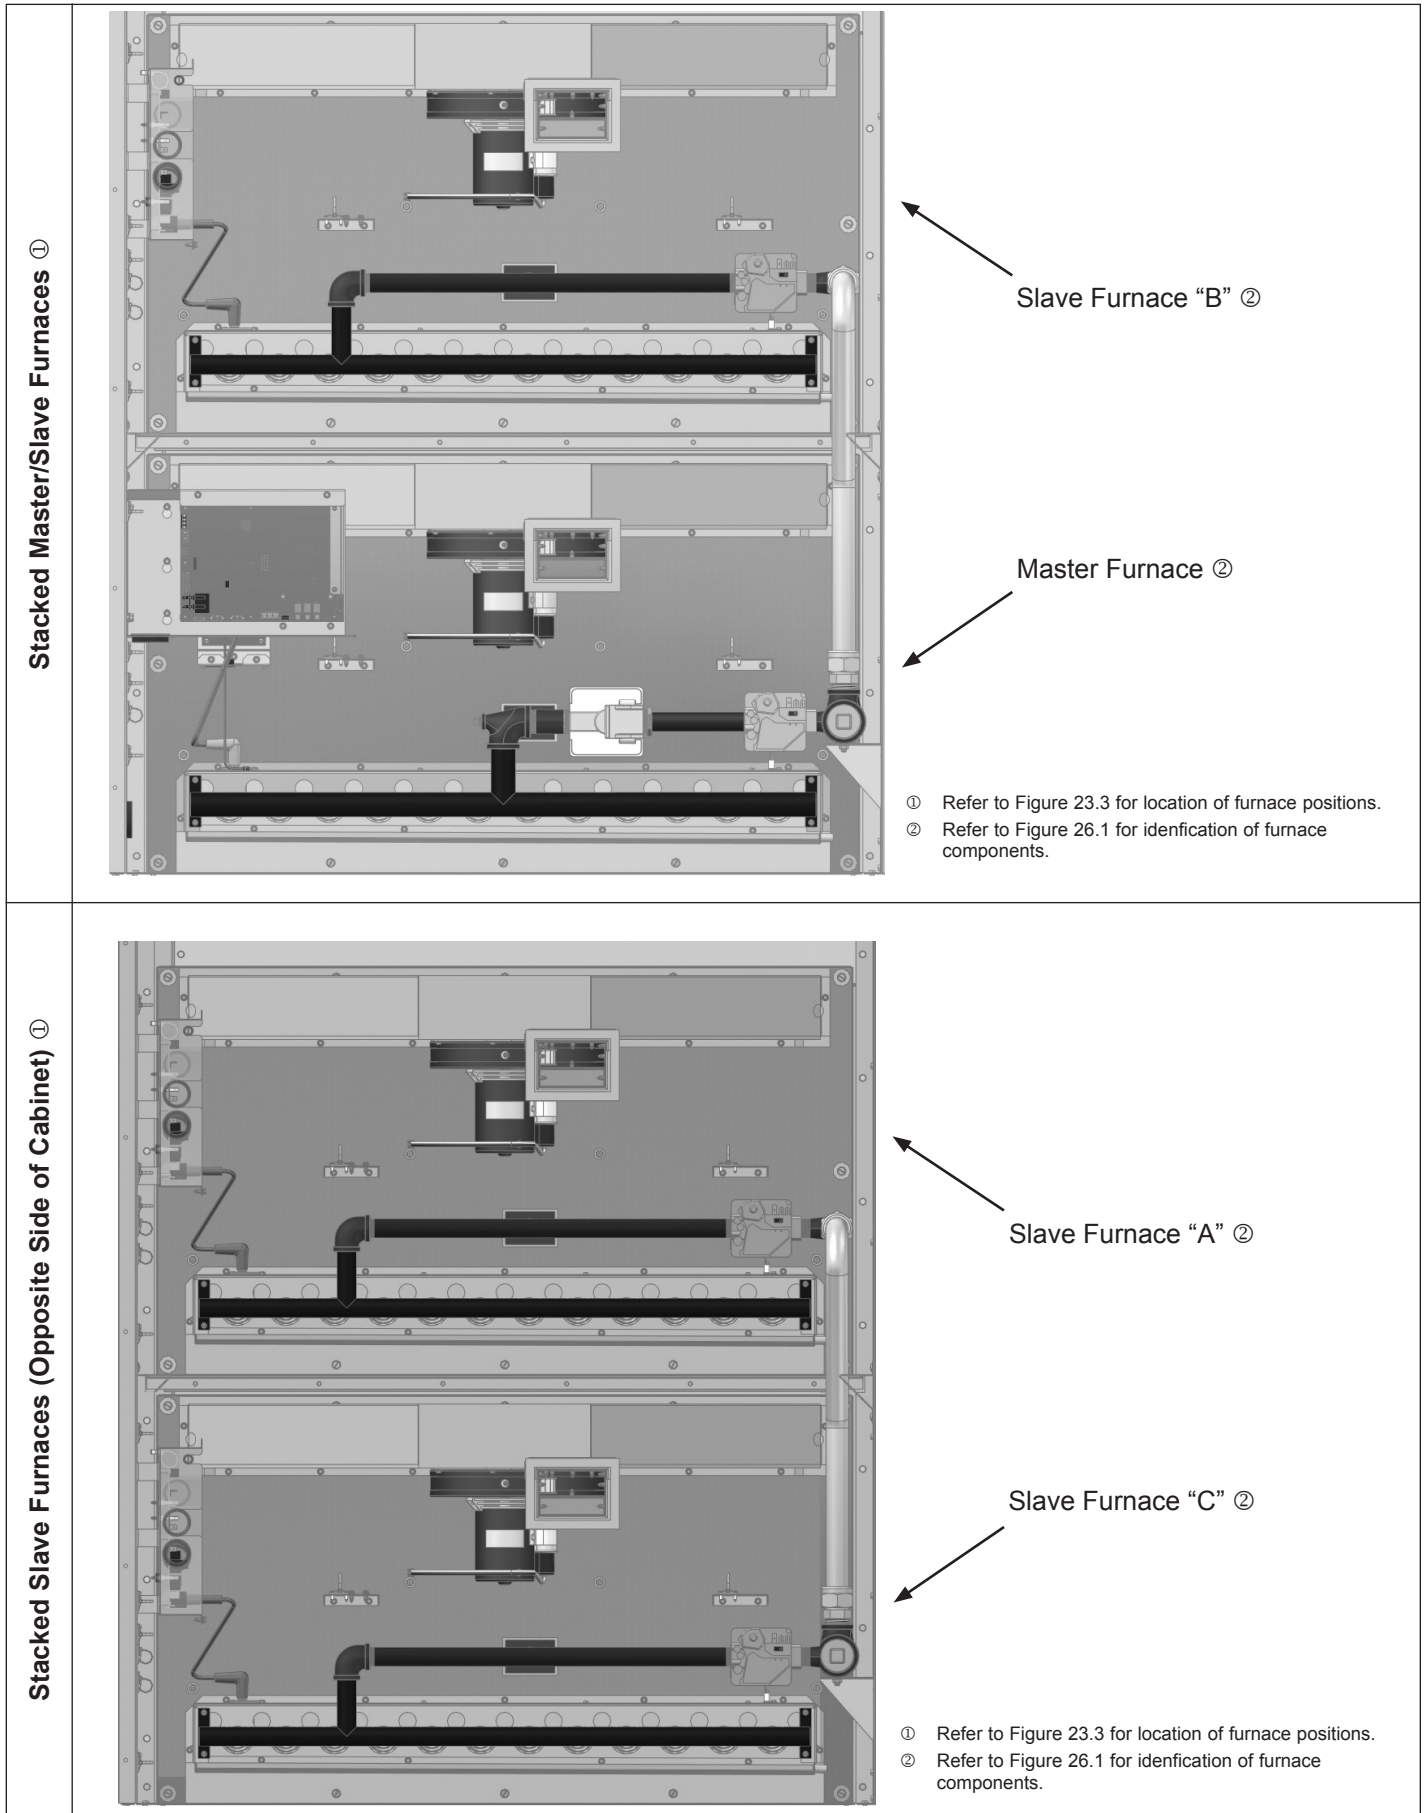 Stacked Master/Slave Furnaces ①
Slave Furnace “B” ②
Master Furnace ②
① Refer to Figure 23.3 for location of furnace positions.
② Refer to Figure 26.1 for idenfication of furnace
components.
Stacked Slave Furnaces (Opposite Side of Cabinet) ①
Slave Furnace “A” ②
Slave Furnace “C” ②
① Refer to Figure 23.3 for location of furnace positions.
② Refer to Figure 26.1 for idenfication of furnace
components.